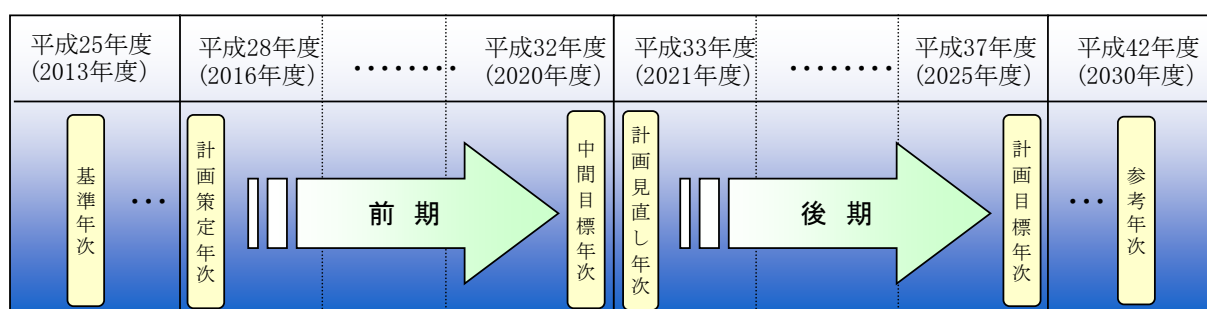 平成25年度
(2013年度)
平成28年度
(2016年度)
‥‥‥‥
平成32年度
(2020年度)
平成33年度
(2021年度)
‥‥‥‥
平成37年度
(2025年度)
平成42年度
(2030年度)
基準年次
…
計画策定年次
前 期
中間目標年次
計画見直し年次
後 期
計画目標年次
…
参考年次